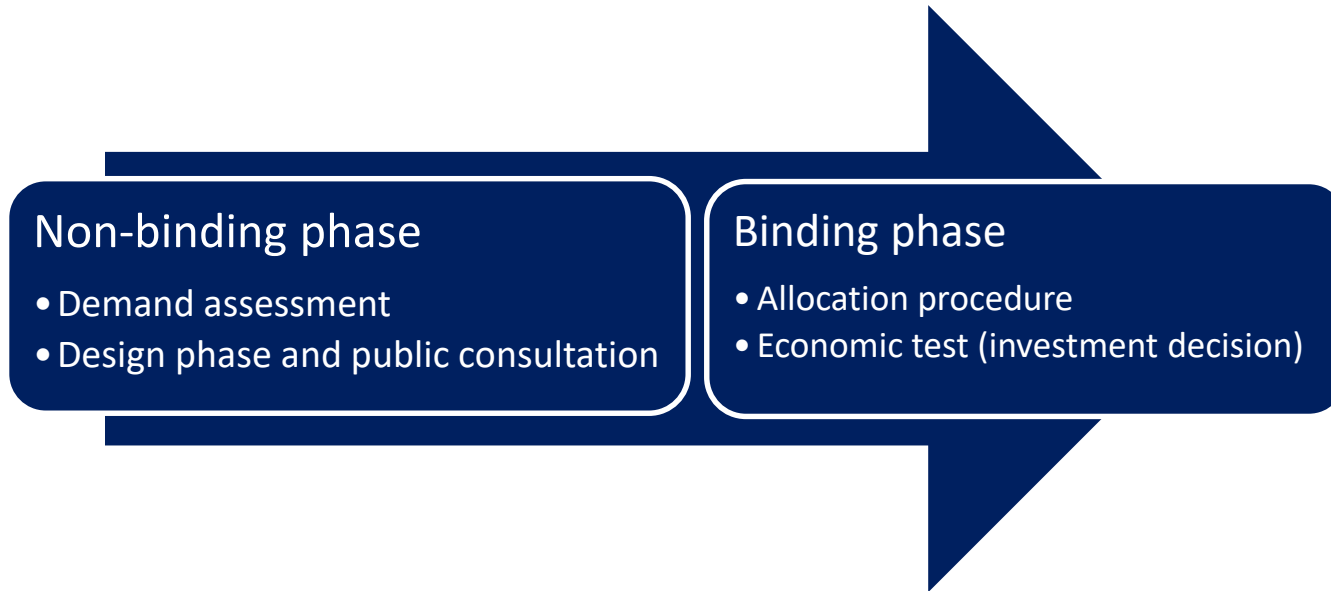 Non-binding phase
•Demand assessment
•Design phase and public consultation
Binding phase
•Allocation procedure
•Economic test (investment decision)